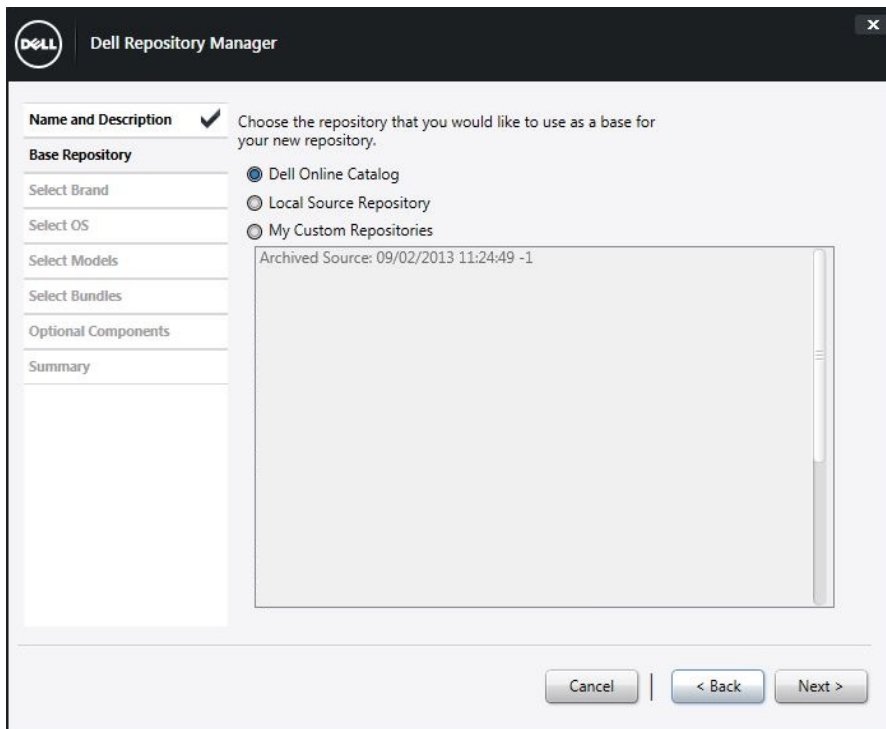 DELL
Dell Repository Manager
x
Name and Description
Base Repository
Select Brand
Select OS
Select Models
Select Bundles
Optional Components
Summary
Choose the repository that you would like to use as a base for
your new repository.
Dell Online Catalog
Local Source Repository
My Custom Repositories
Archived Source: 09/02/2013 11:24:49 -1
Cancel
< Back
Next >